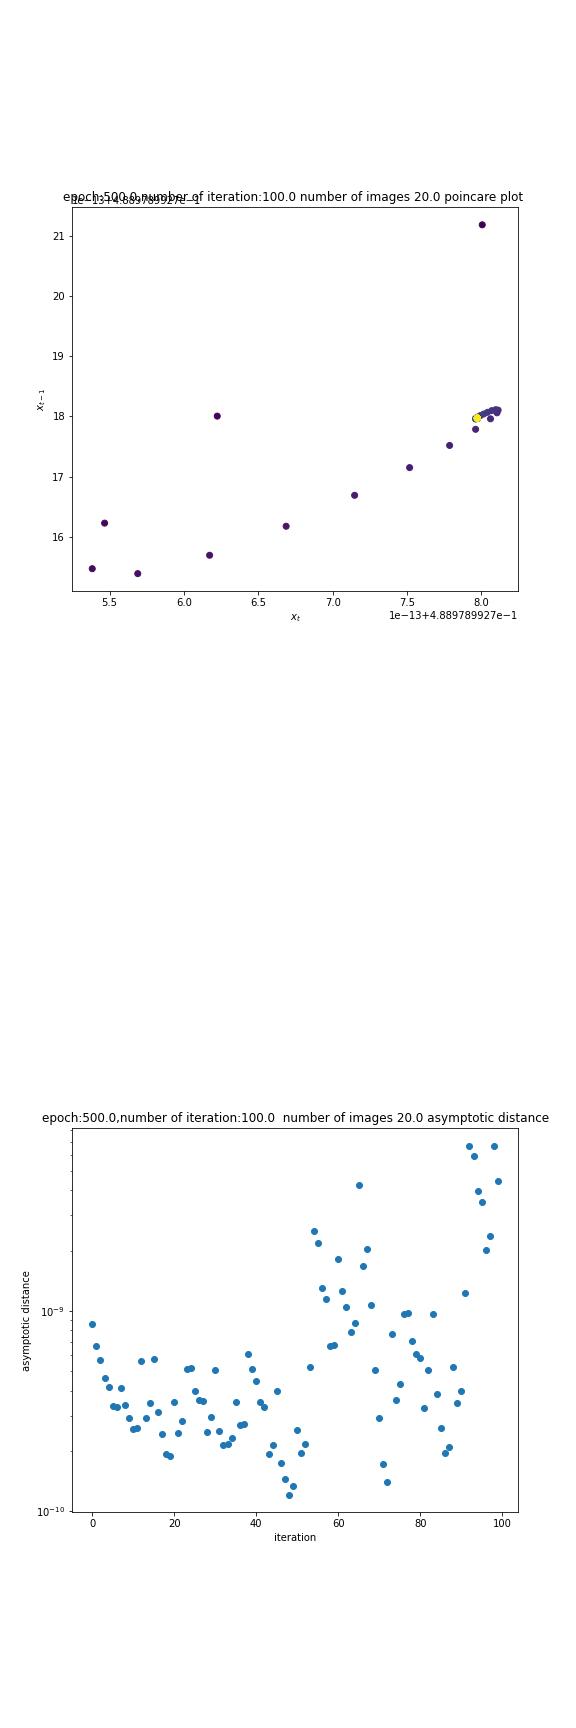 epoch:500.0,number of iteration:100.0 number of images 20.0 poincare plot
1e−13+4.889789927e−1
21
20
19
18
17
16
x_{t−1}
5.5 6.0 6.5 7.0 7.5 8.0
x_t
1e−13+4.889789927e−1
epoch:500.0,number of iteration:100.0  number of images 20.0 asymptotic distance
10^{−9}
10^{−10}
asymptotic distance
0 20 40 60 80 100
iteration